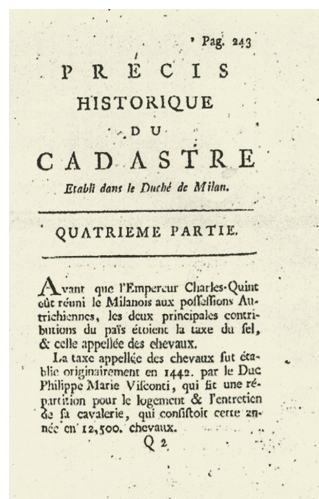 Pag. 243
PRÉCIS
HISTORIQUE
DU
CADASTRE
Etabli dans le Duché de Milan.
QUATRIEME PARTIE.
Avant que l'Empereur Charles-Quint
eût réuni le Milanois aux possessions Au-
trichiennes, les deux principales contri-
butions du païs étoient la taxe du sel,
& celle appellée des chevaux.
La taxe appellée des chevaux fut éta-
blie originairement en 1442. par le Duc
Philippe Marie Visconti, qui fit une ré-
partition pour le logement & l'entretien
de sa cavalerie, qui consistoit cette an-
née en 12,500. chevaux.
Q 2